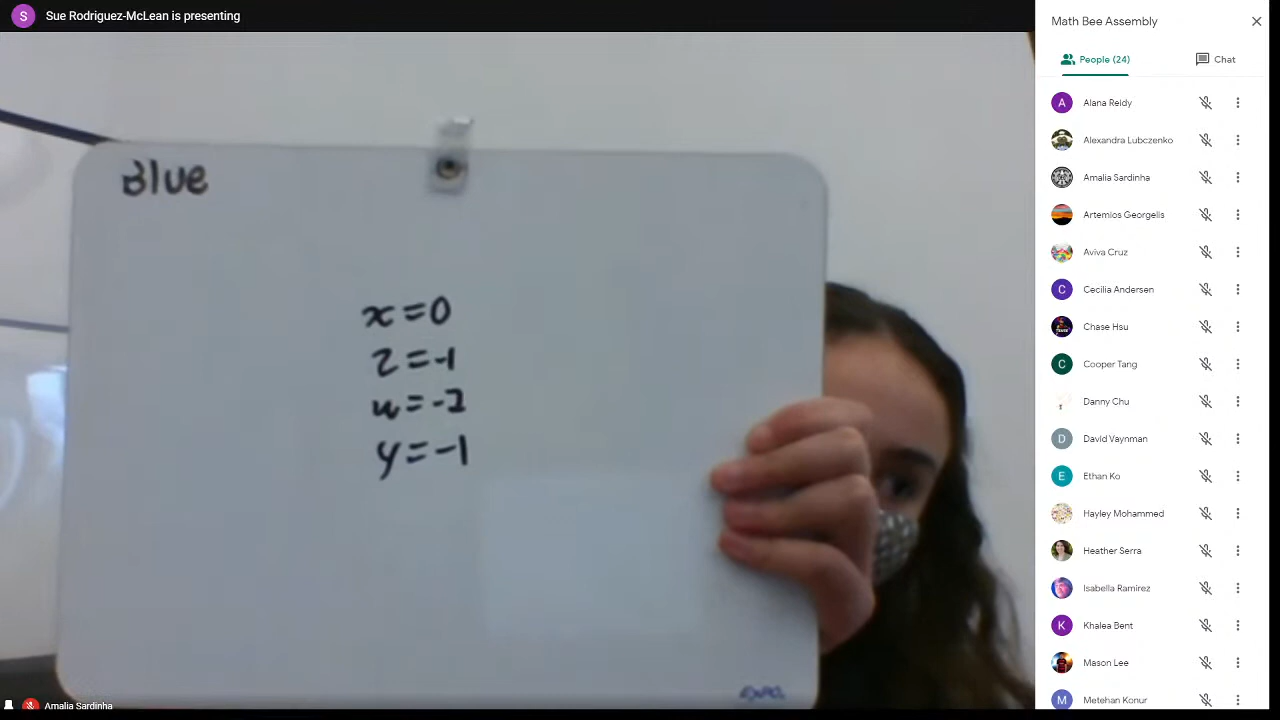 S Sue Rodriguez-McLean is presenting
Blue
x=0
z=-1
w=-2
y=-1
EXPO
Amalia Sardinha
Math Bee Assembly
People (24)
Chat
A Alana Reidy
Alexandra Lubczenko
Amalia Sardinha
Artemios Georgelis
Aviva Cruz
C Cecilia Andersen
Chase Hsu
C Cooper Tang
Danny Chu
D David Vaynman
E Ethan Ko
Hayley Mohammed
Heather Serra
Isabella Ramirez
K Khalea Bent
Mason Lee
M Metehan Konur